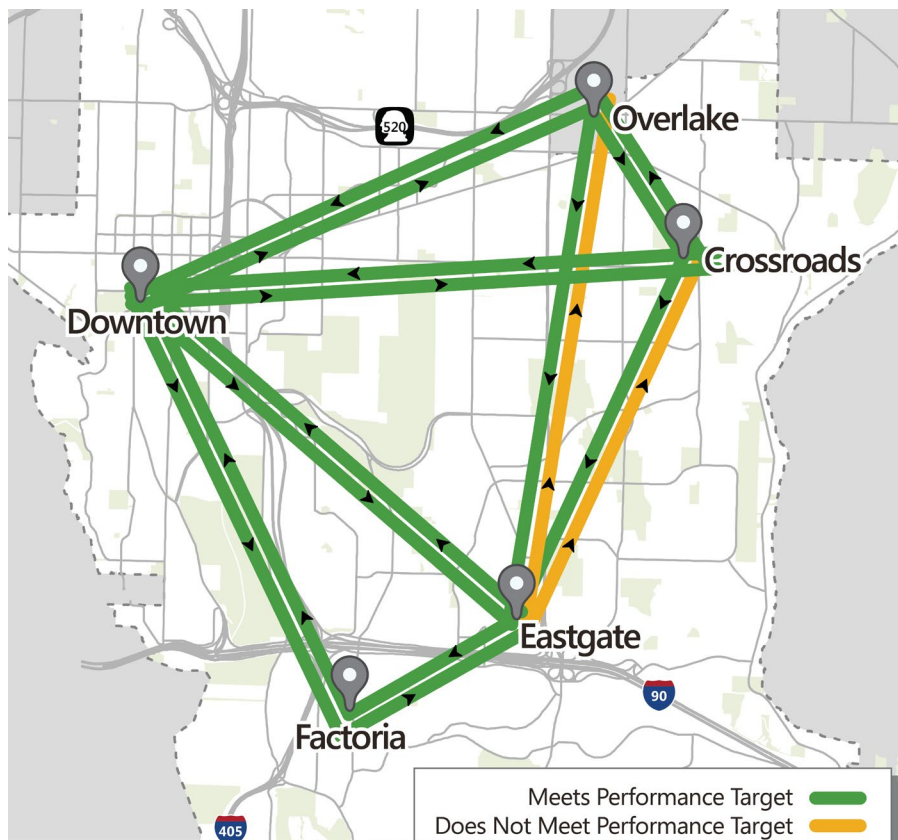 520
Overlake
Crossroads
Downtown
Eastgate
90
Factoria
405
Meets Performance Target
Does Not Meet Performance Target